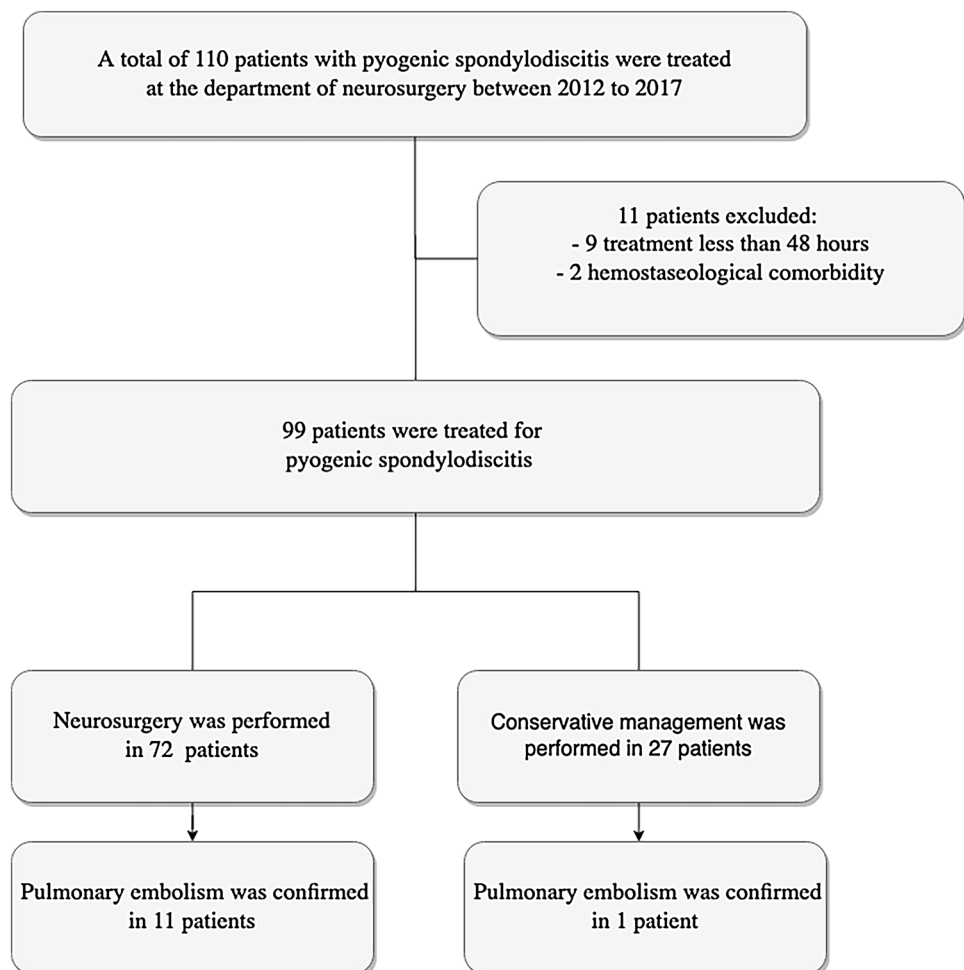 A total of 110 patients with pyogenic spondylodiscitis were treated
at the department of neurosurgery between 2012 to 2017
11 patients excluded:
- 9 treatment less than 48 hours
- 2 hemostaseological comorbidity
99 patients were treated for
pyogenic spondylodiscitis
Neurosurgery was performed
in 72 patients
Conservative management was
performed in 27 patients
Pulmonary embolism was confirmed
in 11 patients
Pulmonary embolism was confirmed
in 1 patient